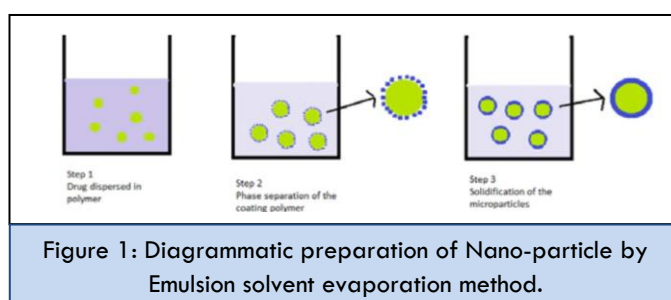 Step 1
Drug dispersed in
polymer
Step 2
Phase separation of the
coating polymer
Step 3
Solidification of the
microparticles
Figure 1: Diagrammatic preparation of Nano-particle by
Emulsion solvent evaporation method.